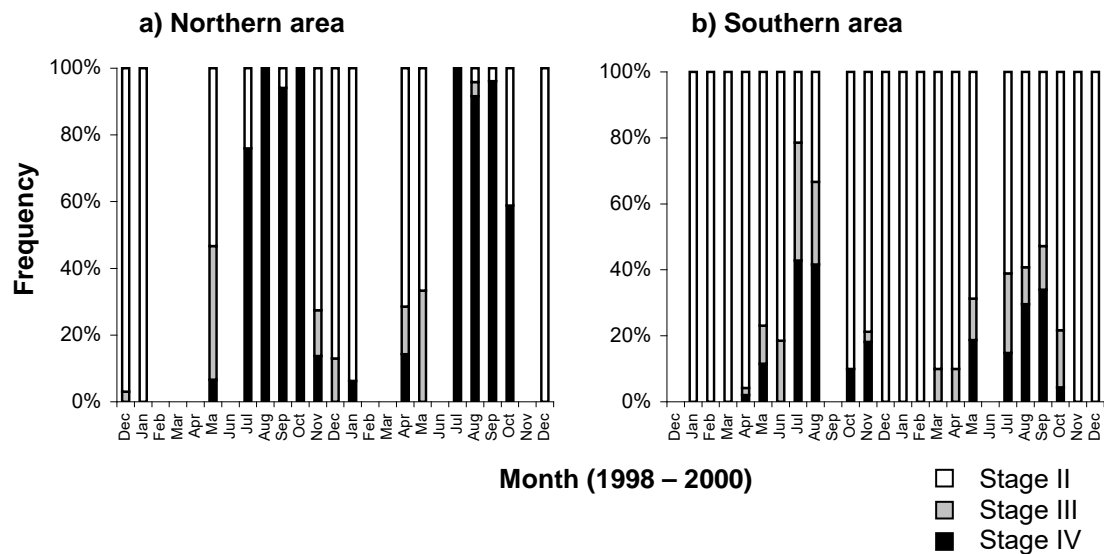 a) Northern area
b) Southern area
100%
80%
60%
40%
20%
0%
Frequency
Dec Jan Feb Mar Apr Ma Jun Jul Aug Sep Oct Nov Dec Jan Feb Mar Apr Ma Jun Jul Aug Sep Oct Nov Dec
100%
80%
60%
40%
20%
0%
Dec Jan Feb Mar Apr Ma Jun Jul Aug Sep Oct Nov Dec Jan Feb Mar Apr Ma Jun Jul Aug Sep Oct Nov Dec
Month (1998 – 2000)
Stage II
Stage III
Stage IV